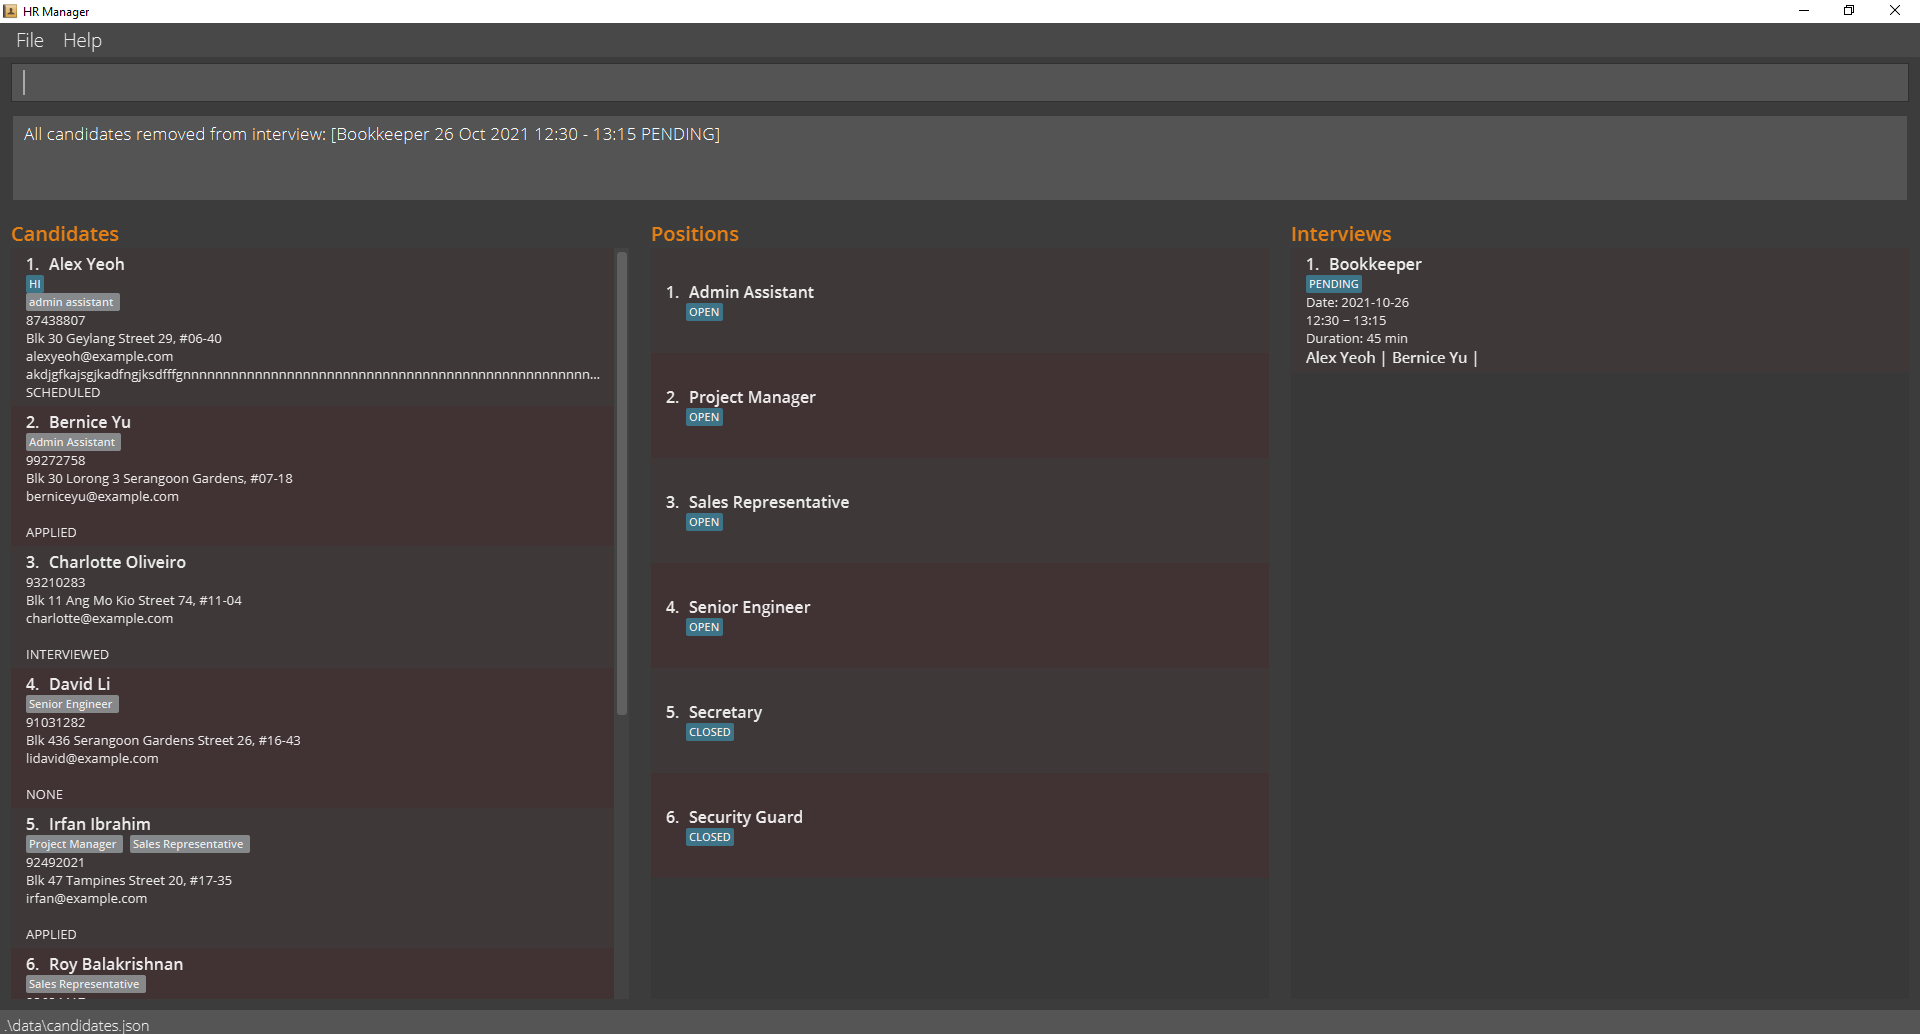 HR Manager
File Help
All candidates removed from interview: [Bookkeeper 26 Oct 2021 12:30 - 13:15 PENDING]
Candidates
1. Alex Yeoh
HI
admin assistant
87438807
Blk 30 Geylang Street 29, #06-40
alexyeoh@example.com
SCHEDULED
2. Bernice Yu
Admin Assistant
99272758
Blk 30 Lorong 3 Serangoon Gardens, #07-18
berniceyu@example.com
APPLIED
3. Charlotte Oliveiro
93210283
Blk 11 Ang Mo Kio Street 74, #11-04
charlotte@example.com
INTERVIEWED
4. David Li
Senior Engineer
91031282
Blk 436 Serangoon Gardens Street 26, #16-43
lidavid@example.com
NONE
5. Irfan Ibrahim
Project Manager Sales Representative
92492021
Blk 47 Tampines Street 20, #17-35
irfan@example.com
APPLIED
6. Roy Balakrishnan
Sales Representative
Positions
1. Admin Assistant
OPEN
2. Project Manager
OPEN
3. Sales Representative
OPEN
4. Senior Engineer
OPEN
5. Secretary
CLOSED
6. Security Guard
CLOSED
Interviews
1. Bookkeeper
PENDING
Date: 2021-10-26
12:30 − 13:15
Duration: 45 min
Alex Yeoh | Bernice Yu |
.\data\candidates.json